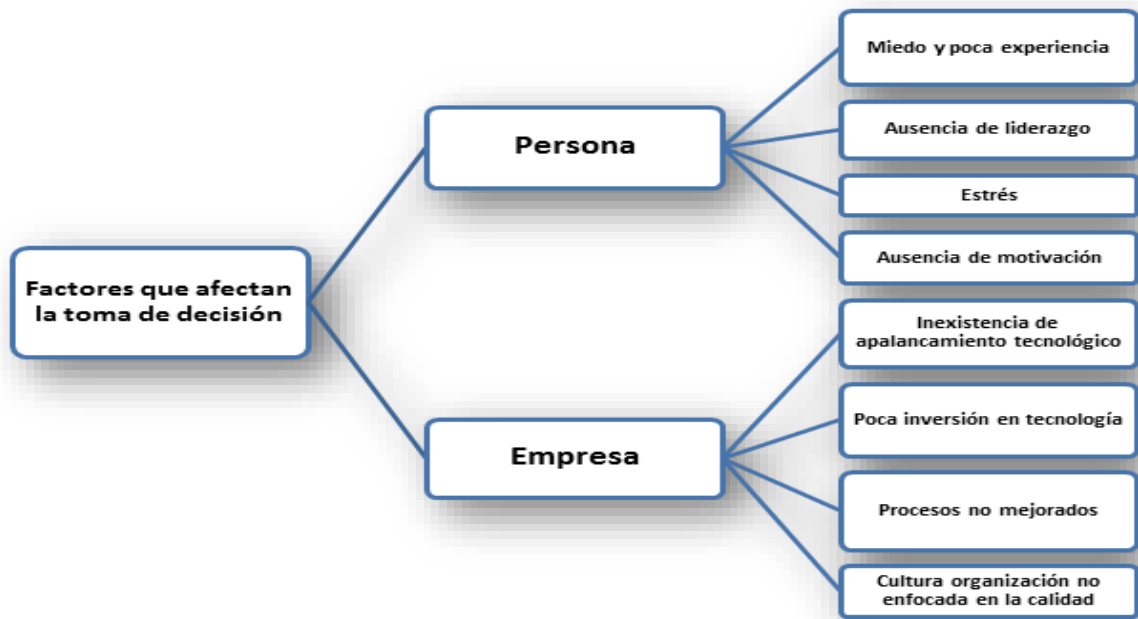 Factores que afectan
la toma de decisión
Persona
Miedo y poca experiencia
Ausencia de liderazgo
Estrés
Ausencia de motivación
Empresa
Inexistencia de
apalancamiento tecnológico
Poca inversión en tecnología
Procesos no mejorados
Cultura organización no
enfocada en la calidad